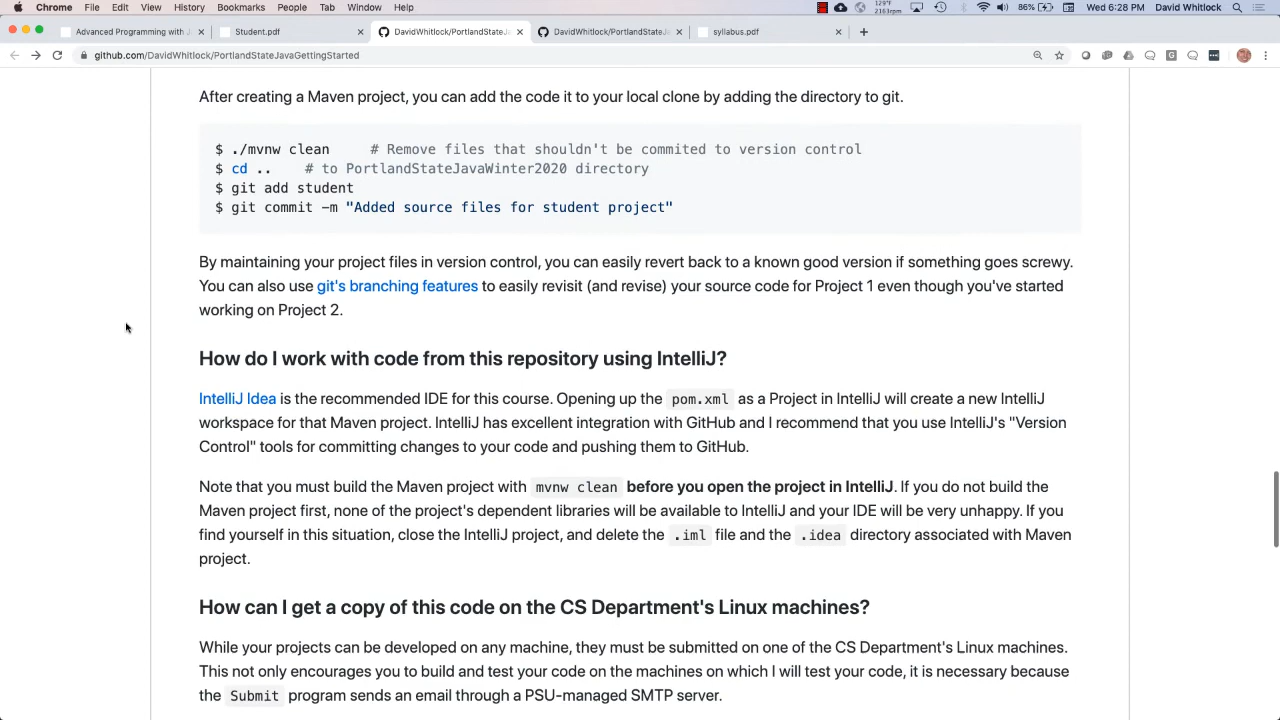 Chrome File Edit View History Bookmarks People Tab Window Help 129°F 2163rpm 86% Wed 6:28 PM David Whitlock
Advanced Programming with J × Student.pdf × DavidWhitlock/PortlandStateJ × DavidWhitlock/PortlandStateJa × syllabus.pdf × +
github.com/DavidWhitlock/PortlandStateJavaGettingStarted
After creating a Maven project, you can add the code it to your local clone by adding the directory to git.
$ ./mvnw clean # Remove files that shouldn't be commited to version control
$ cd .. # to PortlandStateJavaWinter2020 directory
$ git add student
$ git commit -m "Added source files for student project"
By maintaining your project files in version control, you can easily revert back to a known good version if something goes screwy.
You can also use git's branching features to easily revisit (and revise) your source code for Project 1 even though you've started
working on Project 2.
How do I work with code from this repository using IntelliJ?
IntelliJ Idea is the recommended IDE for this course. Opening up the pom.xml as a Project in IntelliJ will create a new IntelliJ
workspace for that Maven project. IntelliJ has excellent integration with GitHub and I recommend that you use IntelliJ's "Version
Control" tools for committing changes to your code and pushing them to GitHub.
Note that you must build the Maven project with mvnw clean before you open the project in IntelliJ. If you do not build the
Maven project first, none of the project's dependent libraries will be available to IntelliJ and your IDE will be very unhappy. If you
find yourself in this situation, close the IntelliJ project, and delete the .iml file and the .idea directory associated with Maven
project.
How can I get a copy of this code on the CS Department's Linux machines?
While your projects can be developed on any machine, they must be submitted on one of the CS Department's Linux machines.
This not only encourages you to build and test your code on the machines on which I will test your code, it is necessary because
the Submit program sends an email through a PSU-managed SMTP server.